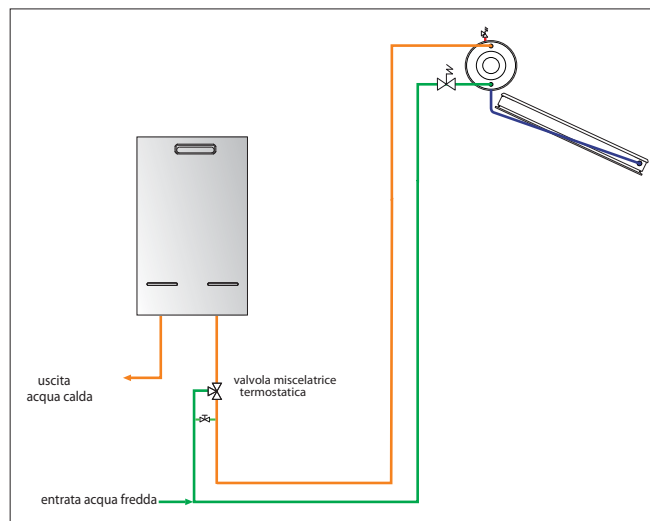 valvola miscelatrice
termostatica
uscita
acqua calda
entrata acqua fredda